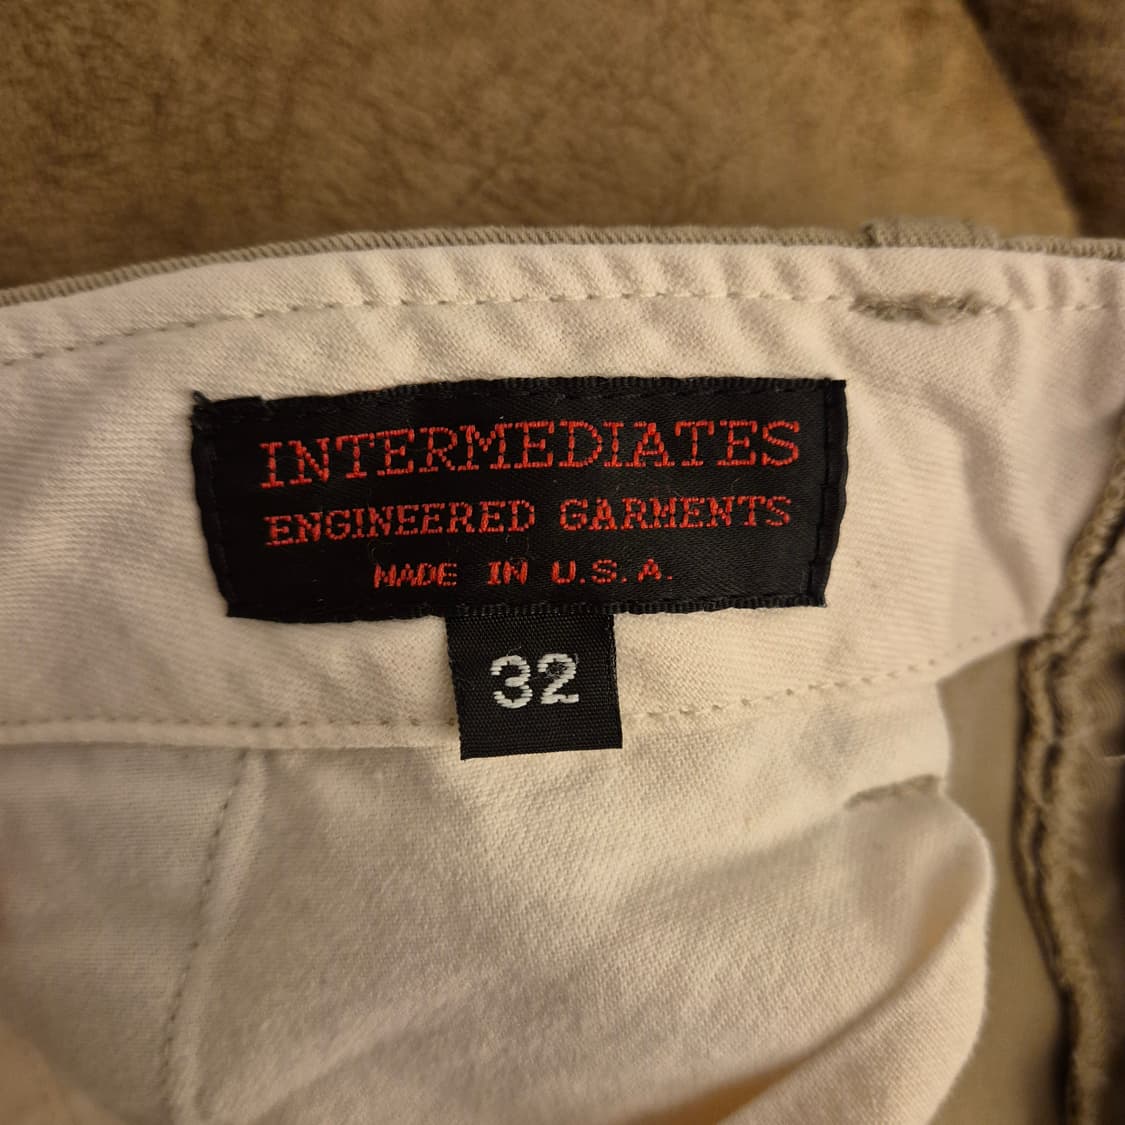 INTERMEDIATES
ENGINEERED GARMENTS
MADE IN U.S.A.
32